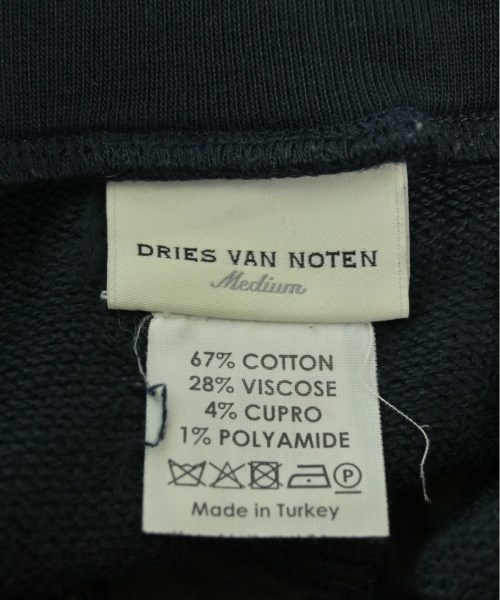 DRIES VAN NOTEN
Medium
67% COTTON
28% VISCOSE
4% CUPRO
1% POLYAMIDE
P
Made in Turkey